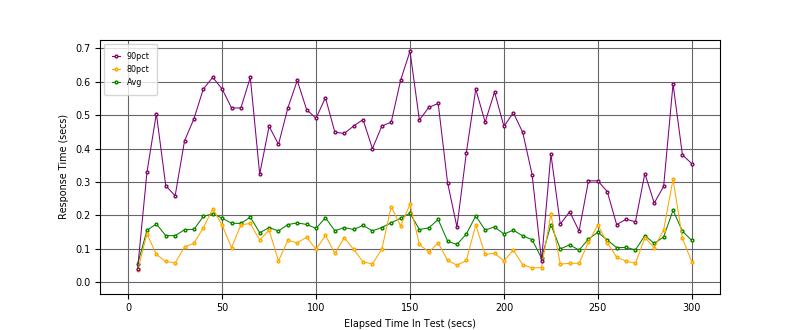 0.7
0.6
0.5
0.4
0.3
0.2
0.1
0.0
Response Time (secs)
90pct
80pct
Avg
0 50 100 150 200 250 300
Elapsed Time In Test (secs)